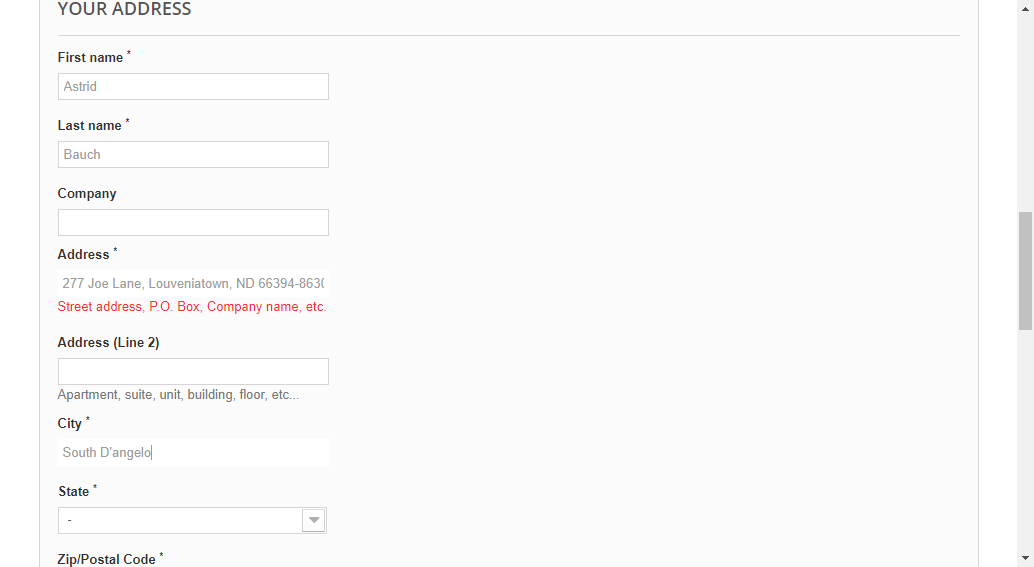 YOUR ADDRESS
First name *
Astrid
Last name *
Bauch
Company
Address *
277 Joe Lane, Louveniatown, ND 66394-8630
Street address, P.O. Box, Company name, etc.
Address (Line 2)
Apartment, suite, unit, building, floor, etc...
City *
South D'angelo
State *
-
Zip/Postal Code *